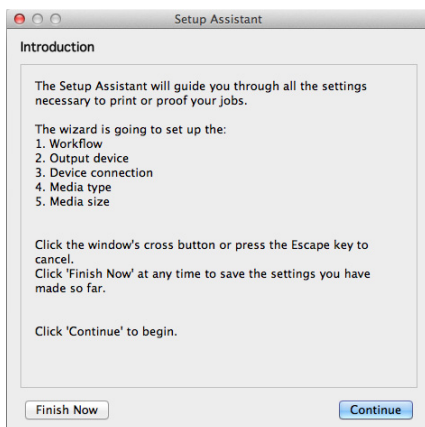 Setup Assistant
Introduction
The Setup Assistant will guide you through all the settings
necessary to print or proof your jobs.
The wizard is going to set up the:
1. Workflow
2. Output device
3. Device connection
4. Media type
5. Media size
Click the window's cross button or press the Escape key to
cancel.
Click 'Finish Now' at any time to save the settings you have
made so far.
Click 'Continue' to begin.
Finish Now
Continue